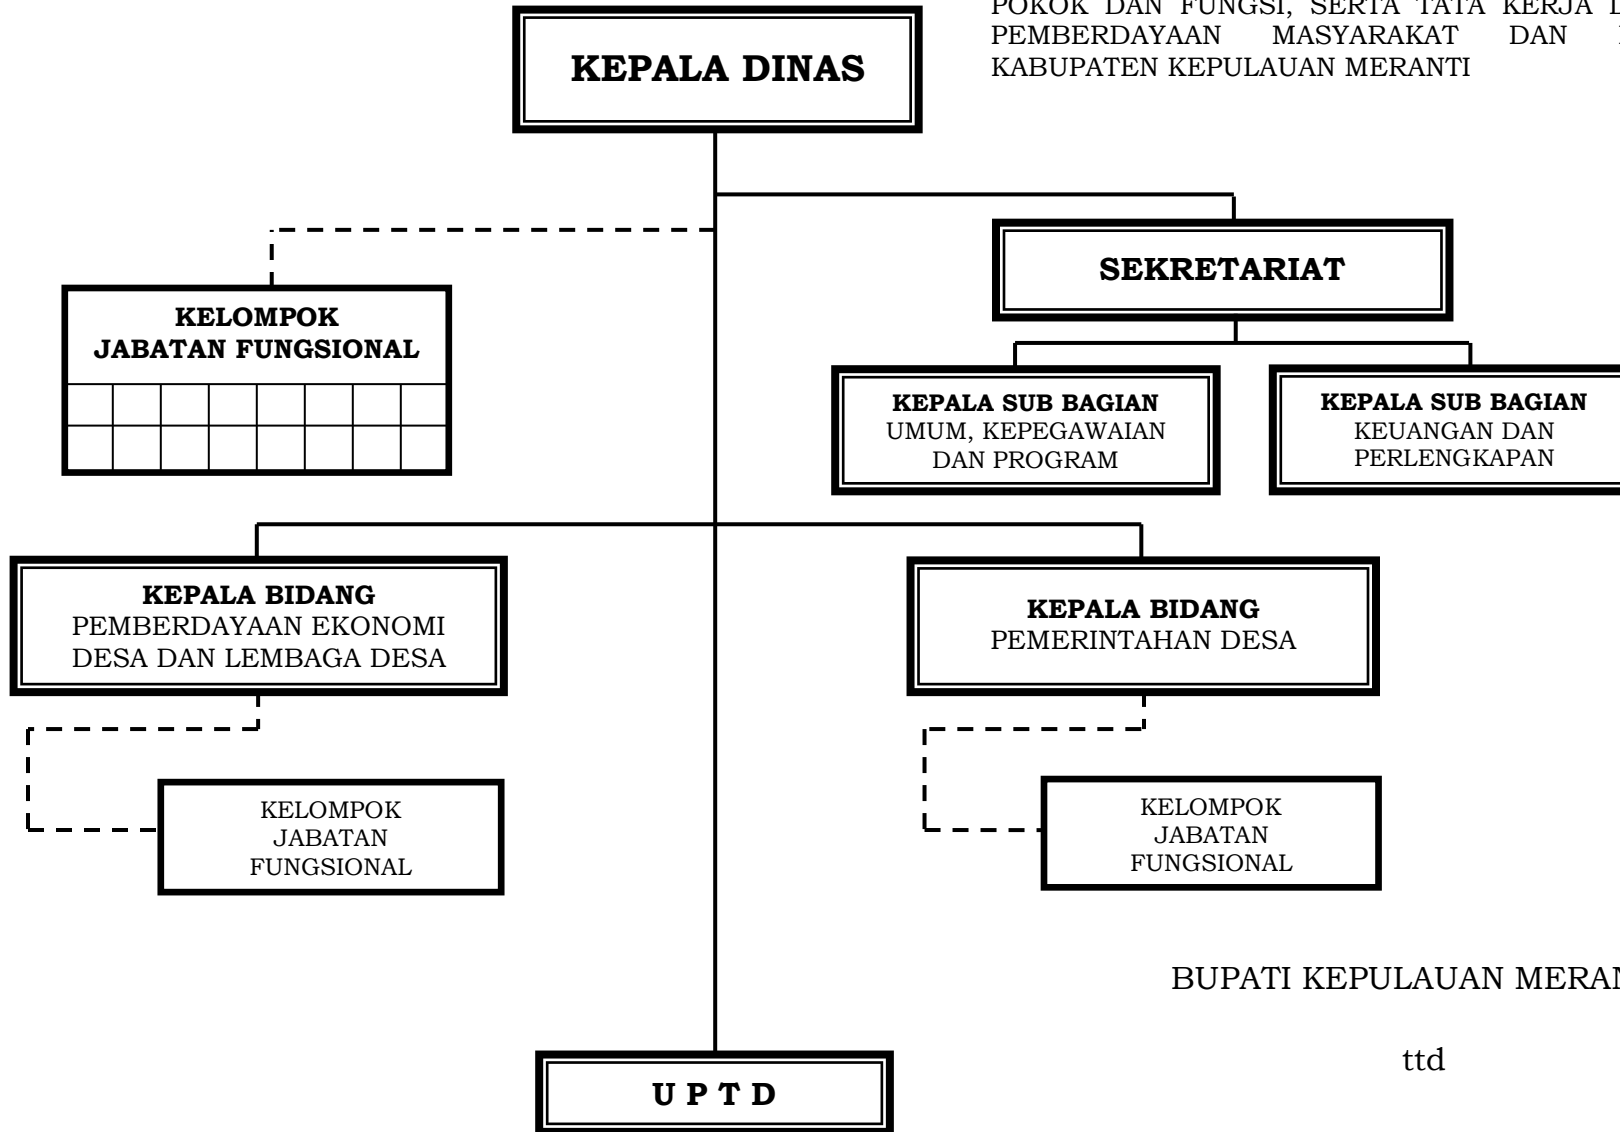 POKOK DAN FUNGSI, SERTA TATA KERJA
PEMBERDAYAAN MASYARAKAT DAN
KABUPATEN KEPULAUAN MERANTI
KEPALA DINAS
SEKRETARIAT
KELOMPOK
JABATAN FUNGSIONAL
KEPALA SUB BAGIAN
UMUM, KEPEGAWAIAN
DAN PROGRAM
KEPALA SUB BAGIAN
KEUANGAN DAN
PERLENGKAPAN
KEPALA BIDANG
PEMBERDAYAAN EKONOMI
DESA DAN LEMBAGA DESA
KEPALA BIDANG
PEMERINTAHAN DESA
KELOMPOK
JABATAN
FUNGSIONAL
KELOMPOK
JABATAN
FUNGSIONAL
BUPATI KEPULAUAN
ttd
U P T D